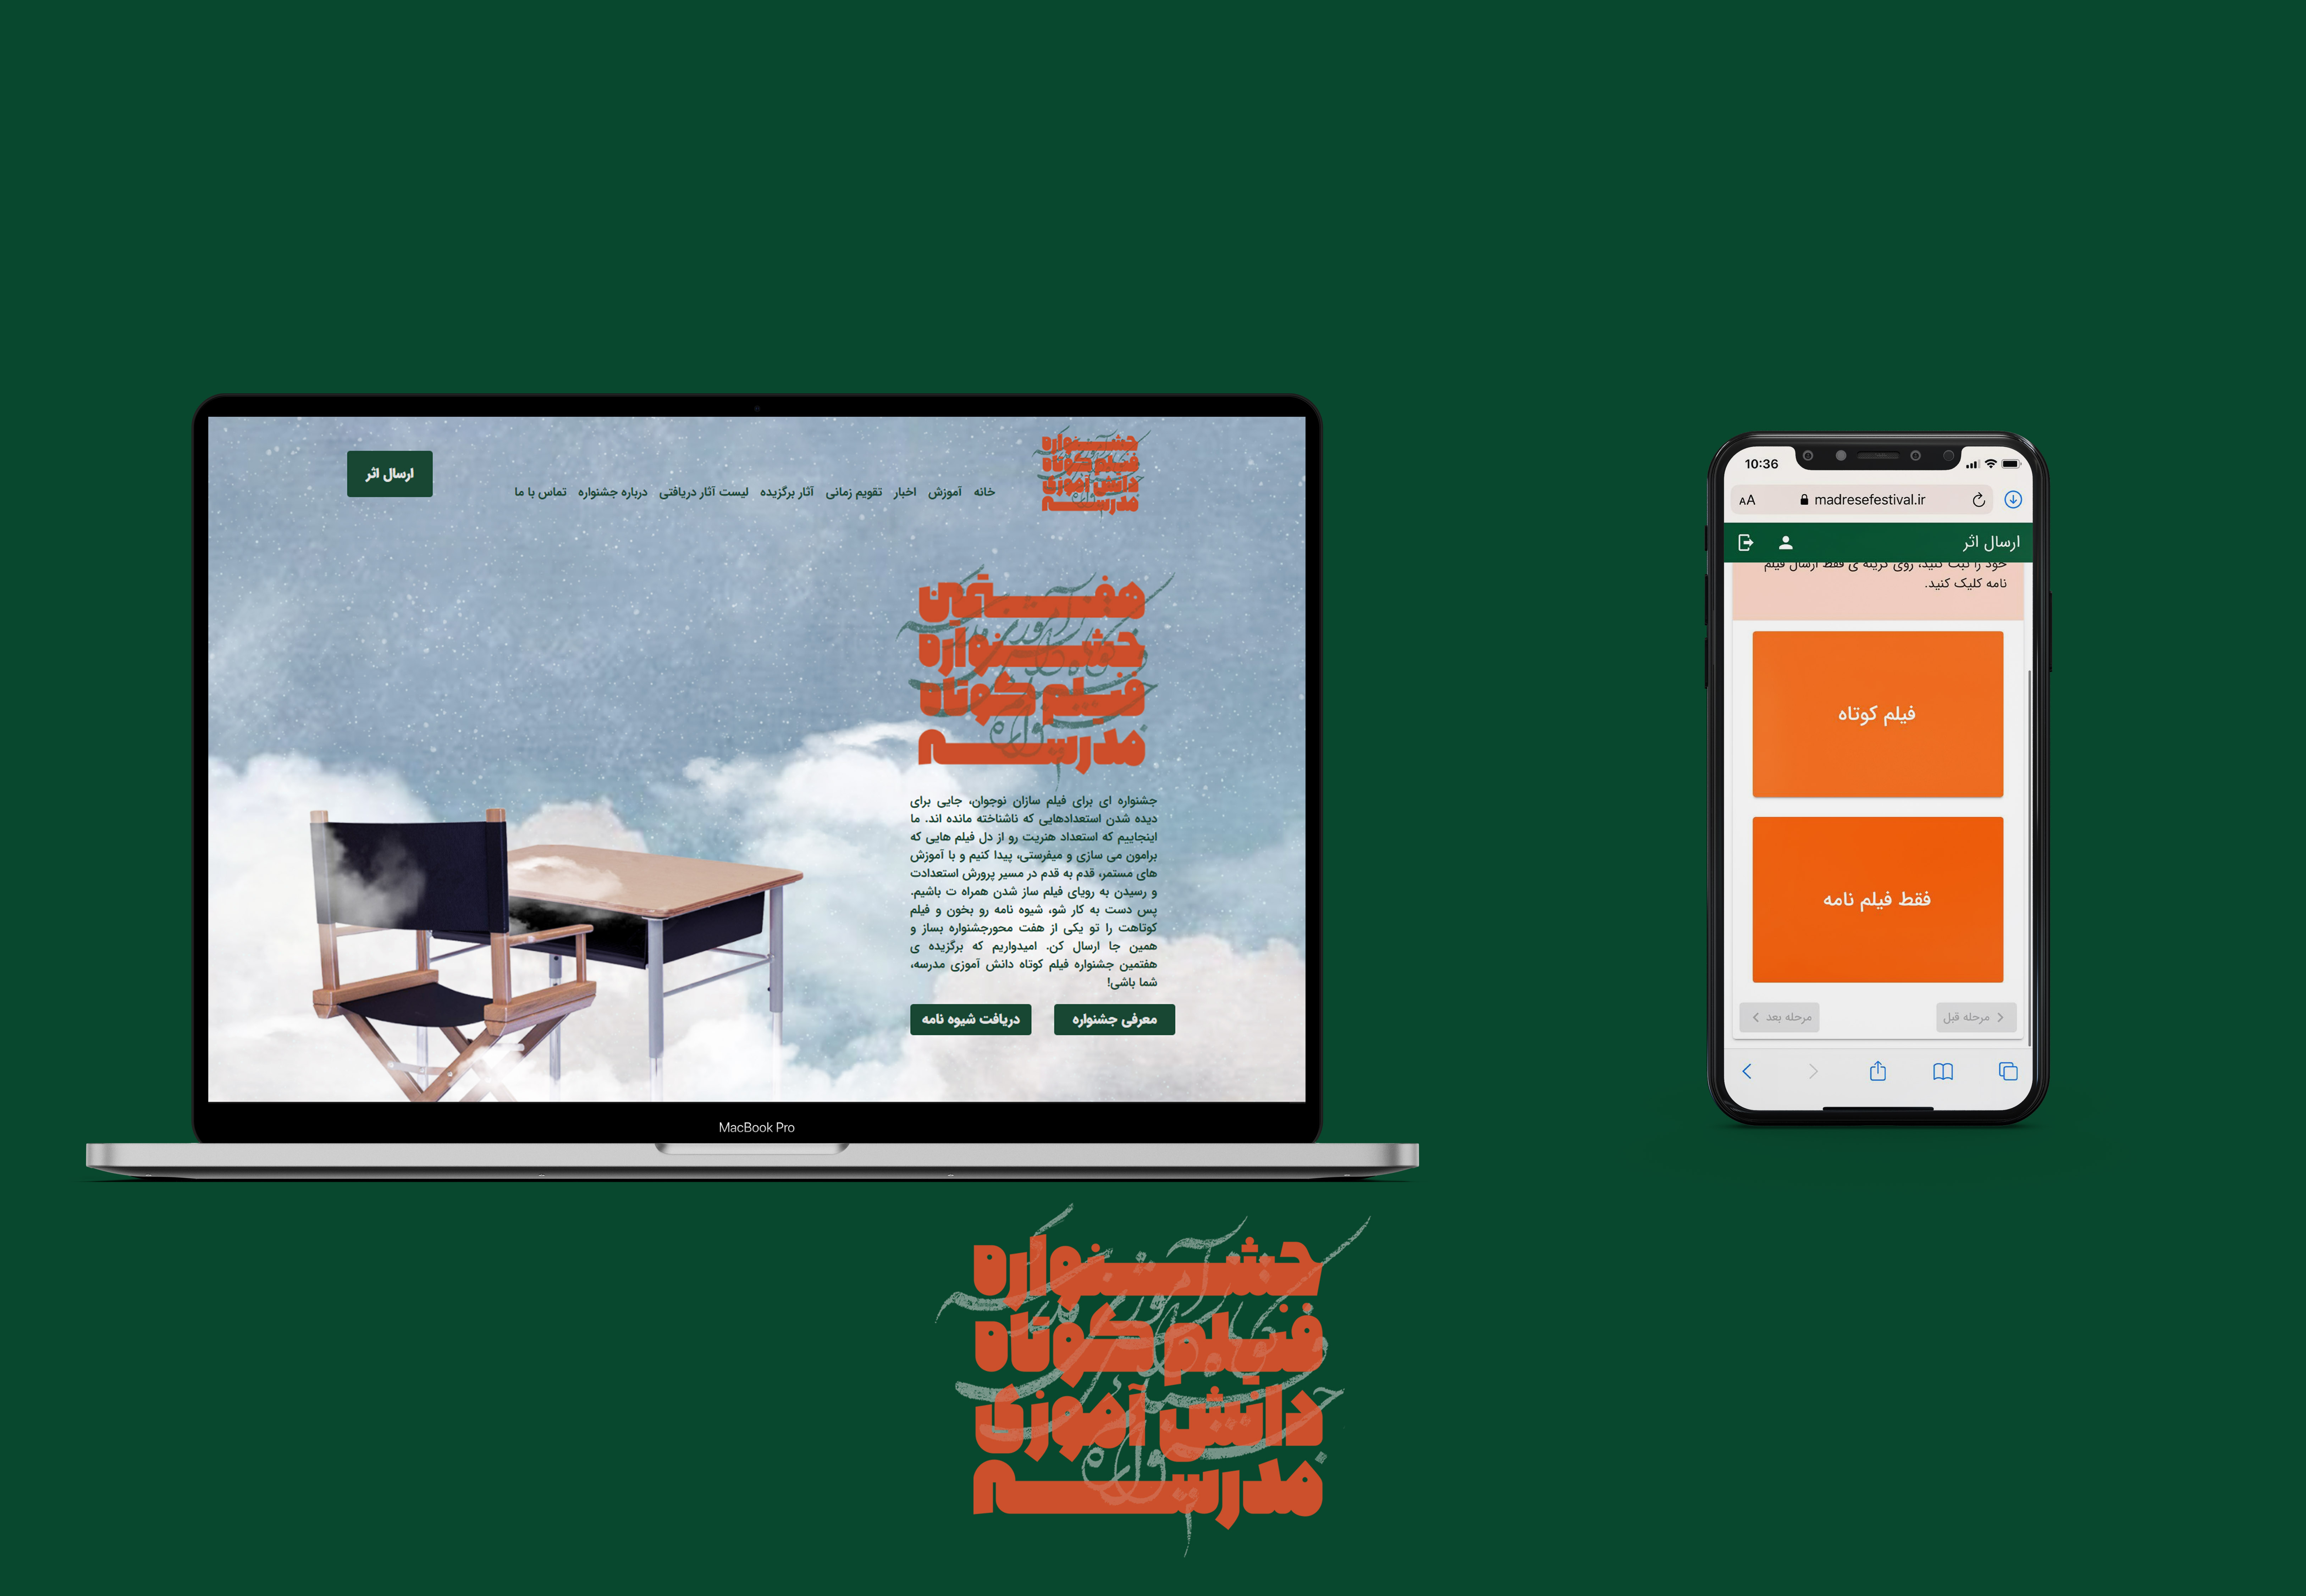 جشنواره
فیلم کوتاه
دانش آموزی
مدرسه
خانه آموزش اخبار تقویم زمانی آثار برگزیده لیست آثار دریافتی درباره جشنواره تماس با ما
ارسال اثر
هفتمین
جشنواره
فیلم کوتاه
مدرسه
جشنواره ای برای فیلم سازان نوجوان، جایی برای
دیده شدن استعدادهایی که ناشناخته مانده اند. ما
اینجاییم که استعداد هنریت رو از دل فیلم هایی که
برامون می سازی و میفرستی، پیدا کنیم و با آموزش
های مستمر، قدم به قدم در مسیر پرورش استعدادت
و رسیدن به رویای فیلم ساز شدن همراه ت باشیم.
پس دست به کار شو، شیوه نامه رو بخون و فیلم
کوتاهت را تو یکی از هفت محورجشنواره بساز و
همین جا ارسال کن. امیدواریم که برگزیده ی
هفتمین جشنواره فیلم کوتاه دانش آموزی مدرسه،
شما باشی!
معرفی جشنواره
دریافت شیوه نامه
MacBook Pro
10:36
AA madresefestival.ir
ارسال اثر
خود را ثبت کنید، روی گزینه ی فقط ارسال فیلم
نامه کلیک کنید.
فیلم کوتاه
فقط فیلم نامه
مرحله قبل
مرحله بعد
جشنواره
فیلم کوتاه
دانش آموزی
مدرسه